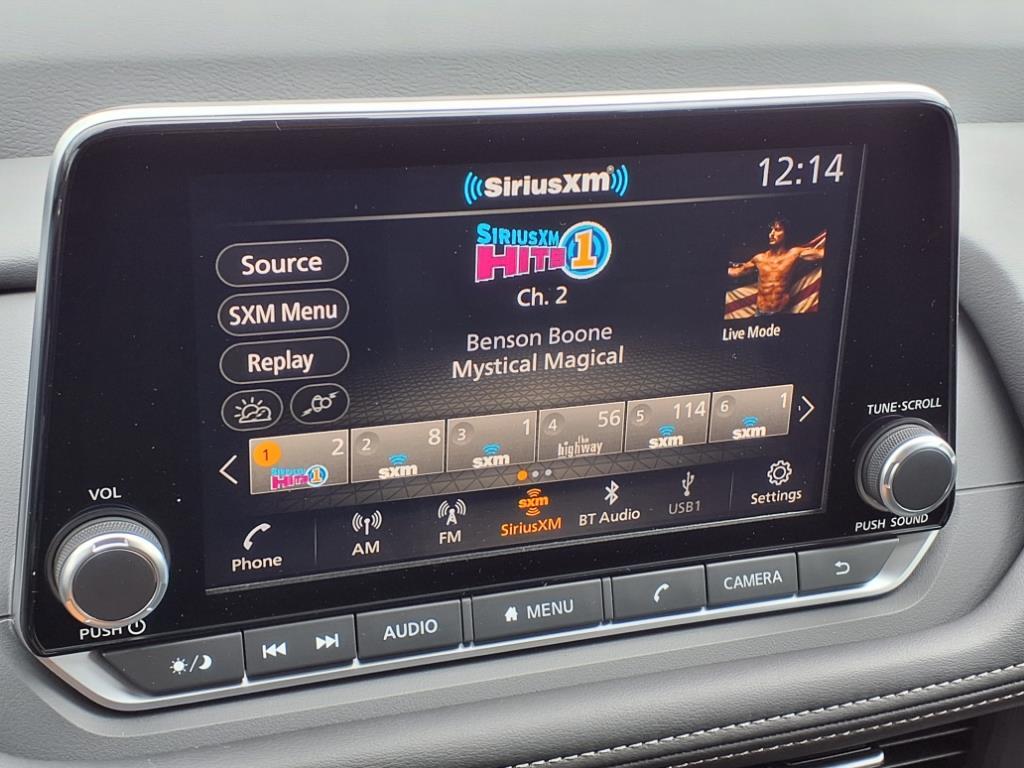 SiriusXM
12:14
Source
SXM Menu
Replay
SIRIUSXM
HITS 1
Ch. 2
Benson Boone
Mystical Magical
Live Mode
1 2
SIRIUSXM
HITS 1
2 8
sxm
3 1
sxm
4 56
the
highway
5 114
sxm
6 1
sxm
Phone
AM
FM
sxm
SiriusXM
BT Audio
USB1
Settings
VOL
PUSH
TUNE·SCROLL
PUSH SOUND
AUDIO
MENU
CAMERA